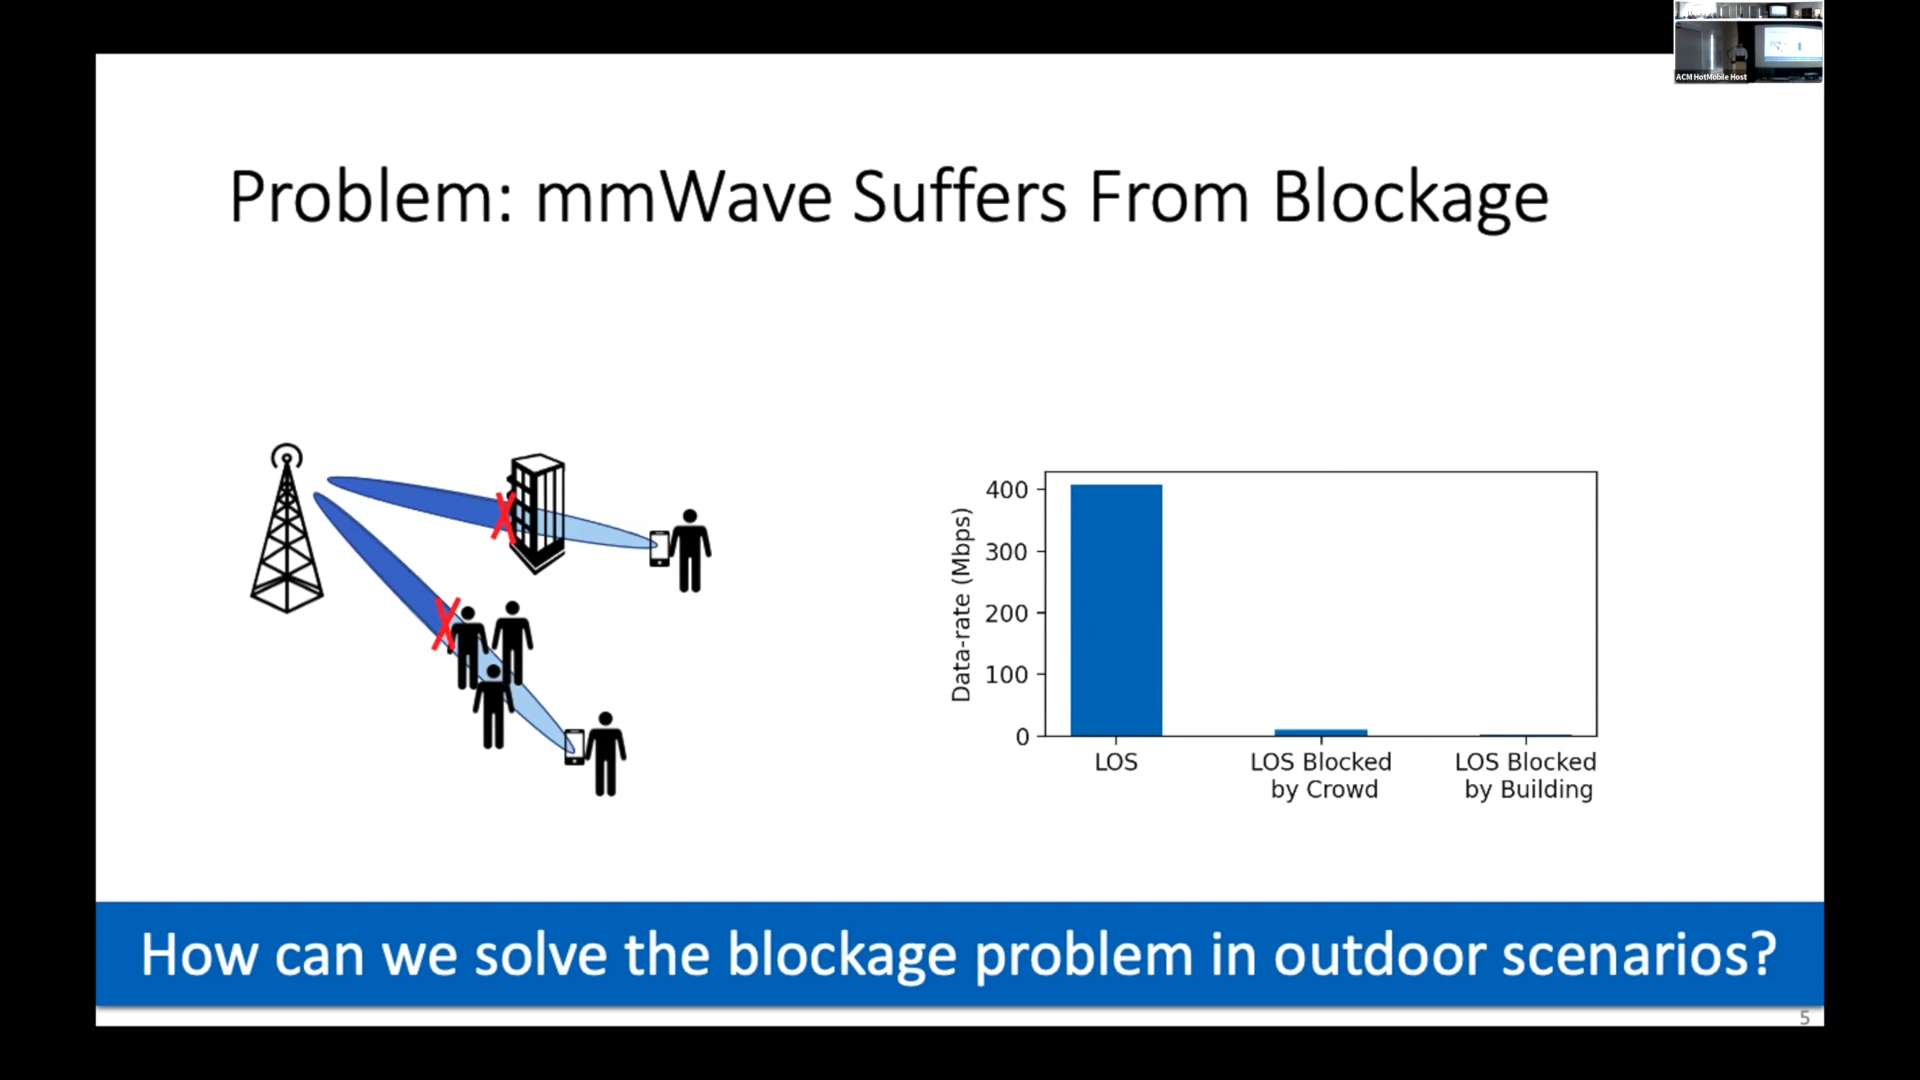 ACM HotMobile Host
Problem: mmWave Suffers From Blockage
Data-rate (Mbps)
400
300
200
100
0
LOS
LOS Blocked
by Crowd
LOS Blocked
by Building
How can we solve the blockage problem in outdoor scenarios?
5